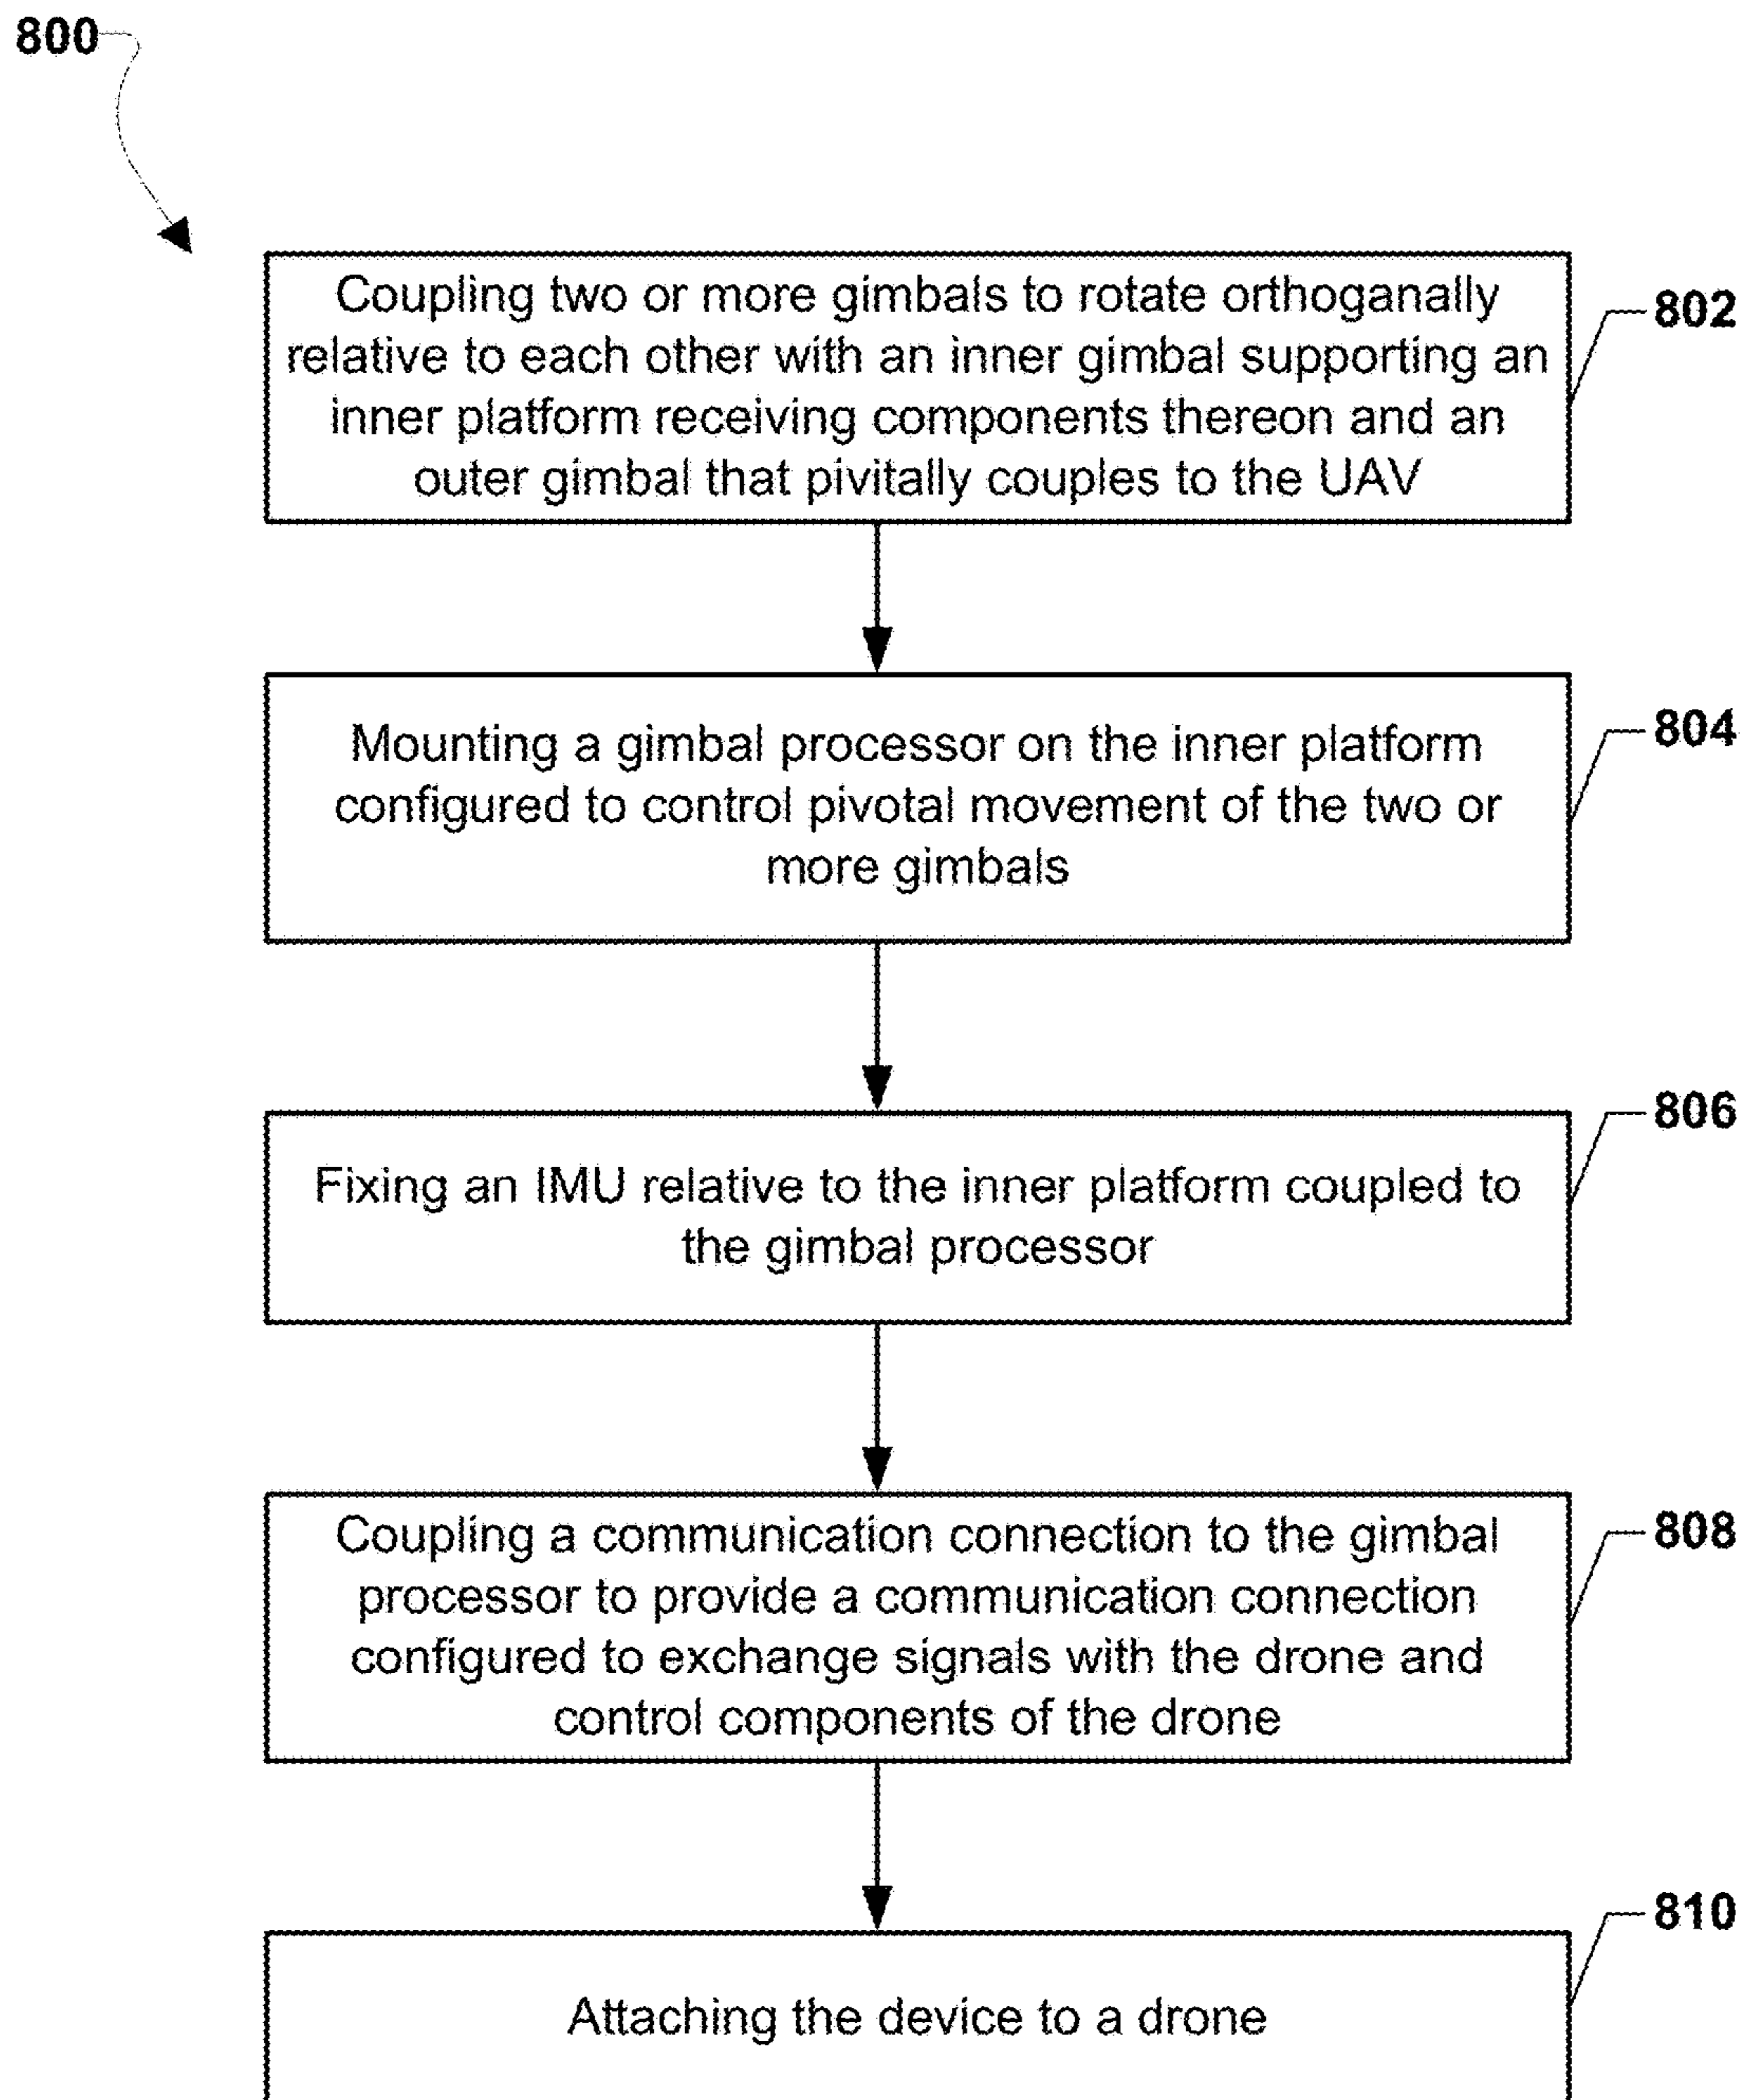 800
Coupling two or more gimbals to rotate orthoganally
relative to each other with an inner gimbal supporting an
inner platform receiving components thereon and an
outer gimbal that pivitally couples to the UAV
802
Mounting a gimbal processor on the inner platform
configured to control pivotal movement of the two or
more gimbals
804
Fixing an IMU relative to the inner platform coupled to
the gimbal processor
806
Coupling a communication connection to the gimbal
processor to provide a communication connection
configured to exchange signals with the drone and
control components of the drone
808
Attaching the device to a drone
810